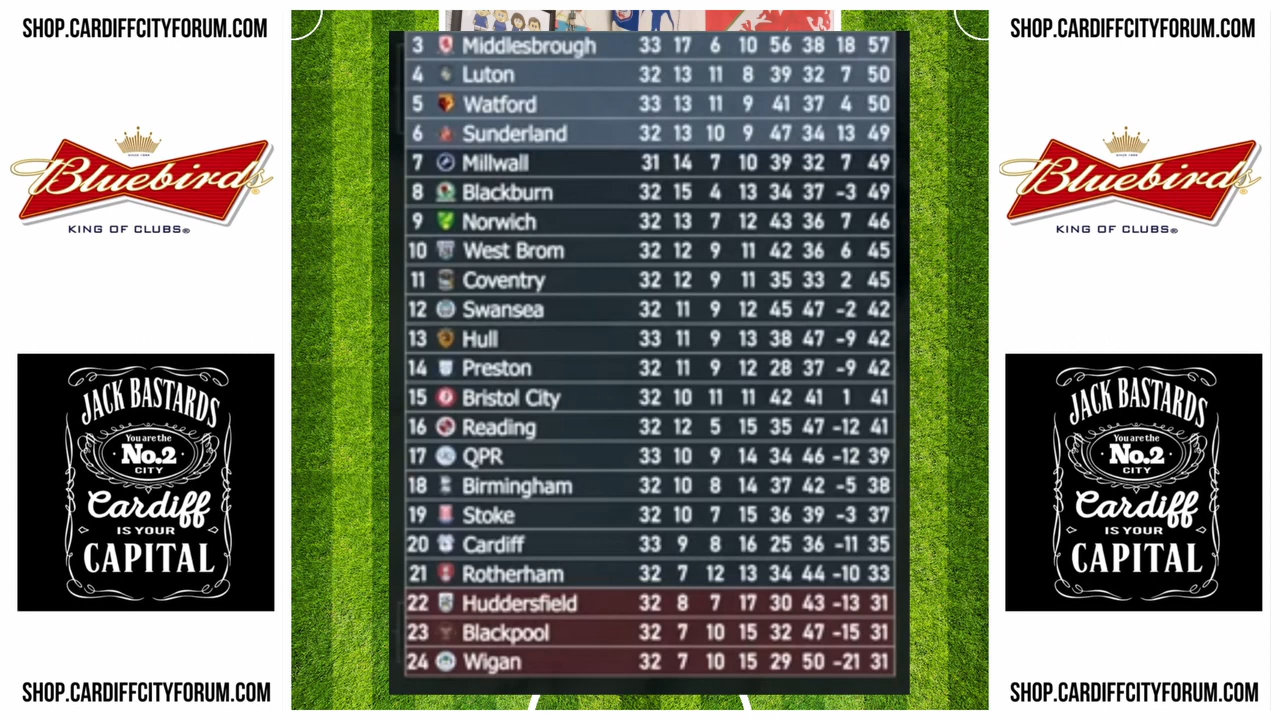 SHOP.CARDIFFCITYFORUM.COM
Bluebirds
KING OF CLUBS®
JACK BASTARDS
You are the
No.2
CITY
Cardiff
IS YOUR
CAPITAL
SHOP.CARDIFFCITYFORUM.COM
3 Middlesbrough 33 17 6 10 56 38 18 57
4 Luton 32 13 11 8 39 32 7 50
5 Watford 33 13 11 9 41 37 4 50
6 Sunderland 32 13 10 9 47 34 13 49
7 Millwall 31 14 7 10 39 32 7 49
8 Blackburn 32 15 4 13 34 37 -3 49
9 Norwich 32 13 7 12 43 36 7 46
10 West Brom 32 12 9 11 42 36 6 45
11 Coventry 32 12 9 11 35 33 2 45
12 Swansea 32 11 9 12 45 47 -2 42
13 Hull 33 11 9 13 38 47 -9 42
14 Preston 32 11 9 12 28 37 -9 42
15 Bristol City 32 10 11 11 42 41 1 41
16 Reading 32 12 5 15 35 47 -12 41
17 QPR 33 10 9 14 34 46 -12 39
18 Birmingham 32 10 8 14 37 42 -5 38
19 Stoke 32 10 7 15 36 39 -3 37
20 Cardiff 33 9 8 16 25 36 -11 35
21 Rotherham 32 7 12 13 34 44 -10 33
22 Huddersfield 32 8 7 17 30 43 -13 31
23 Blackpool 32 7 10 15 32 47 -15 31
24 Wigan 32 7 10 15 29 50 -21 31
SHOP.CARDIFFCITYFORUM.COM
Bluebirds
KING OF CLUBS®
JACK BASTARDS
You are the
No.2
CITY
Cardiff
IS YOUR
CAPITAL
SHOP.CARDIFFCITYFORUM.COM